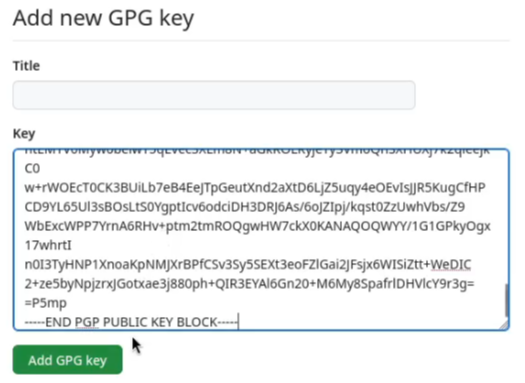 Add new GPG key
Title
Key
C0
w+rWOEcT0CK3BUiLb7eB4EeJTpGeutXnd2aXtD6LjZ5uqy4eOEvIsJJR5KugCfHP
CD9YL65Ul3sBOsLtS0YgptIcv6odciDH3DRJ6As/6oJZIpj/kqst0ZzUwhVbs/Z9
WbExcWPP7YrnA6RHv+ptm2tmROQgwHW7ckX0KANAQOQWYY/1G1GPkyOgx
17whrtI
n0I3TyHNP1XnoaKpNMJXrBPfCSv3Sy5SEXt3eoFZlGai2JFsjx6WISiZtt+WeDIC
2+ze5byNpjzrxJGotxae3j880ph+QIR3EYAl6Gn20+M6My8SpafrlDHVlcY9r3g=
=P5mp
-----END PGP PUBLIC KEY BLOCK-----
Add GPG key